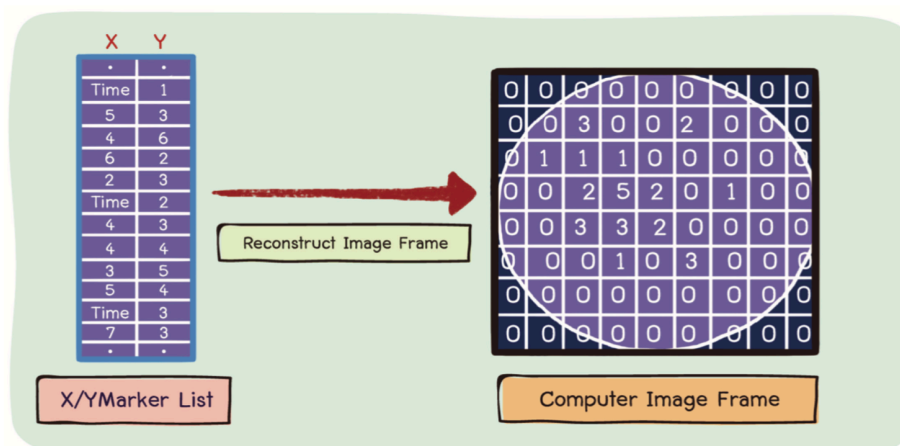 X Y
• •
Time 1
5 3
4 6
6 2
2 3
Time 2
4 3
4 4
3 5
5 4
Time 3
7 3
• •
X/YMarker List
Reconstruct Image Frame
0 0 0 0 0 0 0 0 0
0 0 3 0 0 2 0 0 0
0 1 1 1 0 0 0 0 0
0 0 2 5 2 0 1 0 0
0 0 3 3 2 0 0 0 0
0 0 0 1 0 3 0 0 0
0 0 0 0 0 0 0 0 0
0 0 0 0 0 0 0 0 0
Computer Image Frame